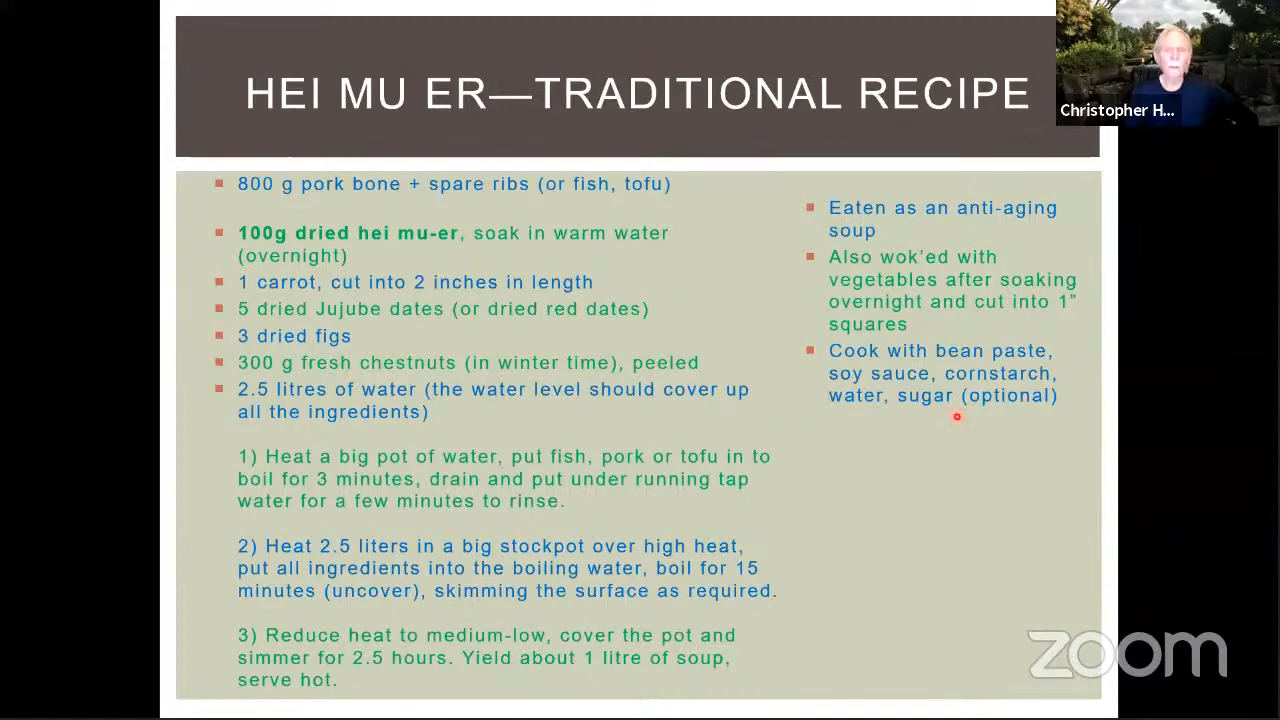 HEI MU ER—TRADITIONAL RECIPE
Christopher H...
800 g pork bone + spare ribs (or fish, tofu)
100g dried hei mu-er, soak in warm water
(overnight)
1 carrot, cut into 2 inches in length
5 dried Jujube dates (or dried red dates)
3 dried figs
300 g fresh chestnuts (in winter time), peeled
2.5 litres of water (the water level should cover up
all the ingredients)
1) Heat a big pot of water, put fish, pork or tofu in to
boil for 3 minutes, drain and put under running tap
water for a few minutes to rinse.
2) Heat 2.5 liters in a big stockpot over high heat,
put all ingredients into the boiling water, boil for 15
minutes (uncover), skimming the surface as required.
3) Reduce heat to medium-low, cover the pot and
simmer for 2.5 hours. Yield about 1 litre of soup,
serve hot.
Eaten as an anti-aging
soup
Also wok’ed with
vegetables after soaking
overnight and cut into 1”
squares
Cook with bean paste,
soy sauce, cornstarch,
water, sugar (optional)
zoom